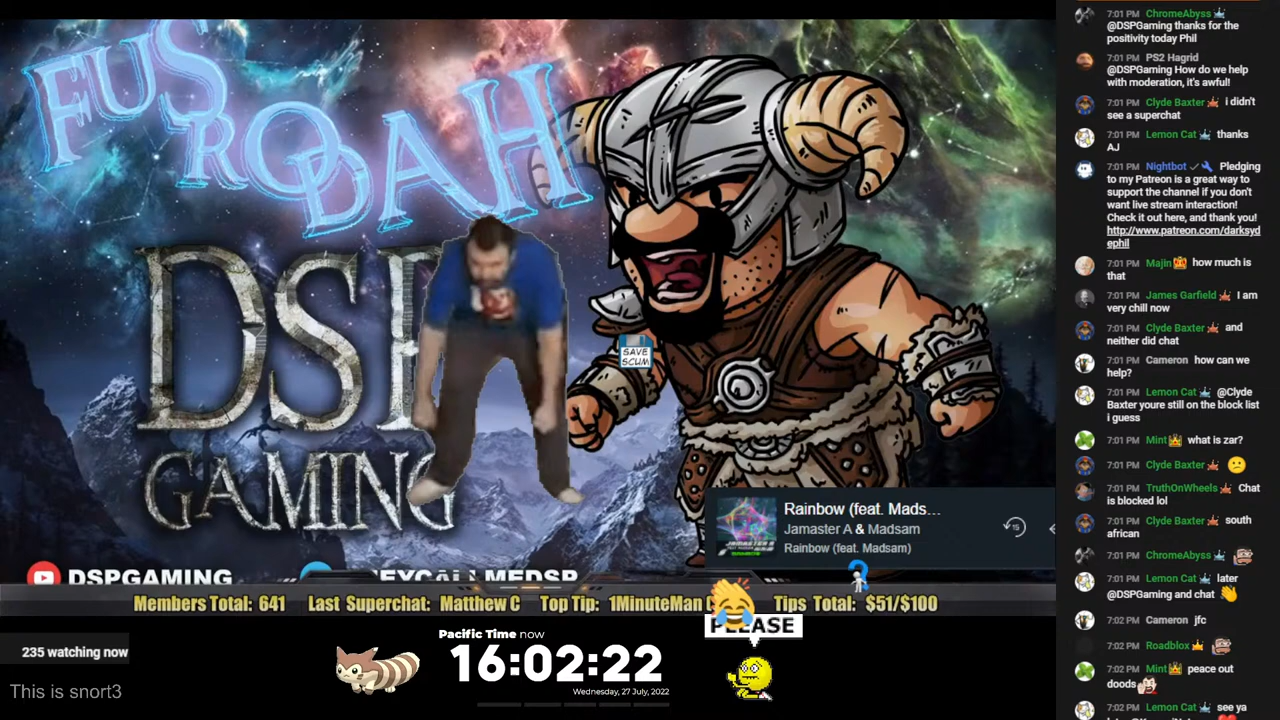 FUS
RO
DAH
DSP
GAMING
SAVE
SCUM
Rainbow (feat. Mads...
Jamaster A & Madsam
Rainbow (feat. Madsam)
15
DSPGAMING
EYCALLMEDSP
Members Total: 641 Last Superchat: Matthew C Top Tip: 1MinuteMan Tips Total: $51/$100
PLEASE
235 watching now
This is snort3
Pacific Time now
16:02:22
Wednesday, 27 July, 2022
7:01 PM ChromeAbyss
@DSPGaming thanks for the
positivity today Phil
7:01 PM PS2 Hagrid
@DSPGaming How do we help
with moderation, it's awful!
7:01 PM Clyde Baxter i didn't
see a superchat
7:01 PM Lemon Cat thanks
AJ
7:01 PM Nightbot Pledging
to my Patreon is a great way to
support the channel if you don't
want live stream interaction!
Check it out here, and thank you!
http://www.patreon.com/darksyd
ephil
7:01 PM Majin how much is
that
7:01 PM James Garfield I am
very chill now
7:01 PM Clyde Baxter and
neither did chat
7:01 PM Cameron how can we
help?
7:01 PM Lemon Cat @Clyde
Baxter youre still on the block list
i guess
7:01 PM Mint what is zar?
7:01 PM Clyde Baxter
7:01 PM TruthOnWheels Chat
is blocked lol
7:01 PM Clyde Baxter south
african
7:01 PM ChromeAbyss
7:01 PM Lemon Cat later
@DSPGaming and chat
7:02 PM Cameron jfc
7:02 PM Roadblox
7:02 PM Mint peace out
doods
7:02 PM Lemon Cat see ya